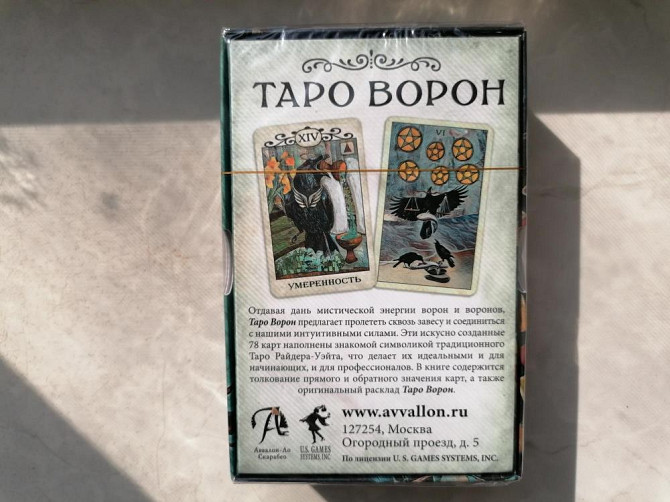 ТАРО ВОРОН
XIV
VI
УМЕРЕННОСТЬ
Отдавая дань мистической энергии ворон и воронов,
Таро Ворон предлагает пролететь сквозь завесу и соединиться
с нашими интуитивными силами. Эти искусно созданные
78 карт наполнены знакомой символикой традиционного
Таро Райдера-Уэйта, что делает их идеальными и для
начинающих, и для профессионалов. В книге содержится
толкование прямого и обратного значения карт, а также
оригинальный расклад Таро Ворон.
www.avvallon.ru
127254, Москва
Огородный проезд, д. 5
Аввалон-Ло
Скарабео
U.S. GAMES
SYSTEMS, INC.
По лицензии U. S. GAMES SYSTEMS, INC.